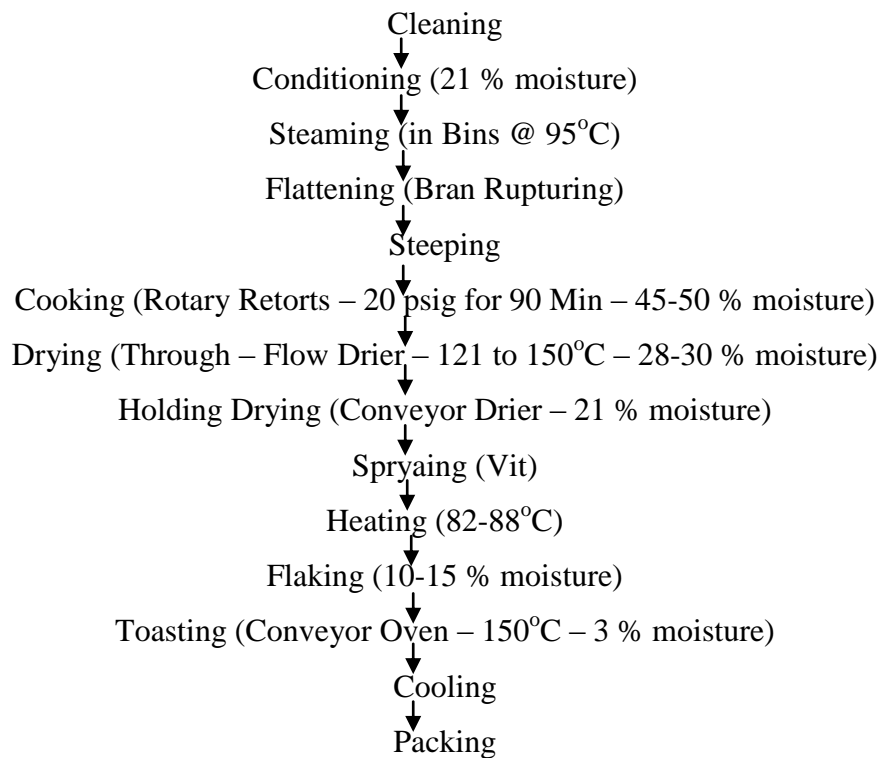 Cleaning
Conditioning (21 % moisture)
Steaming (in Bins @ 95°C)
Flattening (Bran Rupturing)
Steeping
Cooking (Rotary Retorts – 20 psig for 90 Min – 45-50 % moisture)
Drying (Through – Flow Drier – 121 to 150°C – 28-30 % moisture)
Holding Drying (Conveyor Drier – 21 % moisture)
Spryaing (Vit)
Heating (82-88°C)
Flaking (10-15 % moisture)
Toasting (Conveyor Oven – 150°C – 3 % moisture)
Cooling
Packing